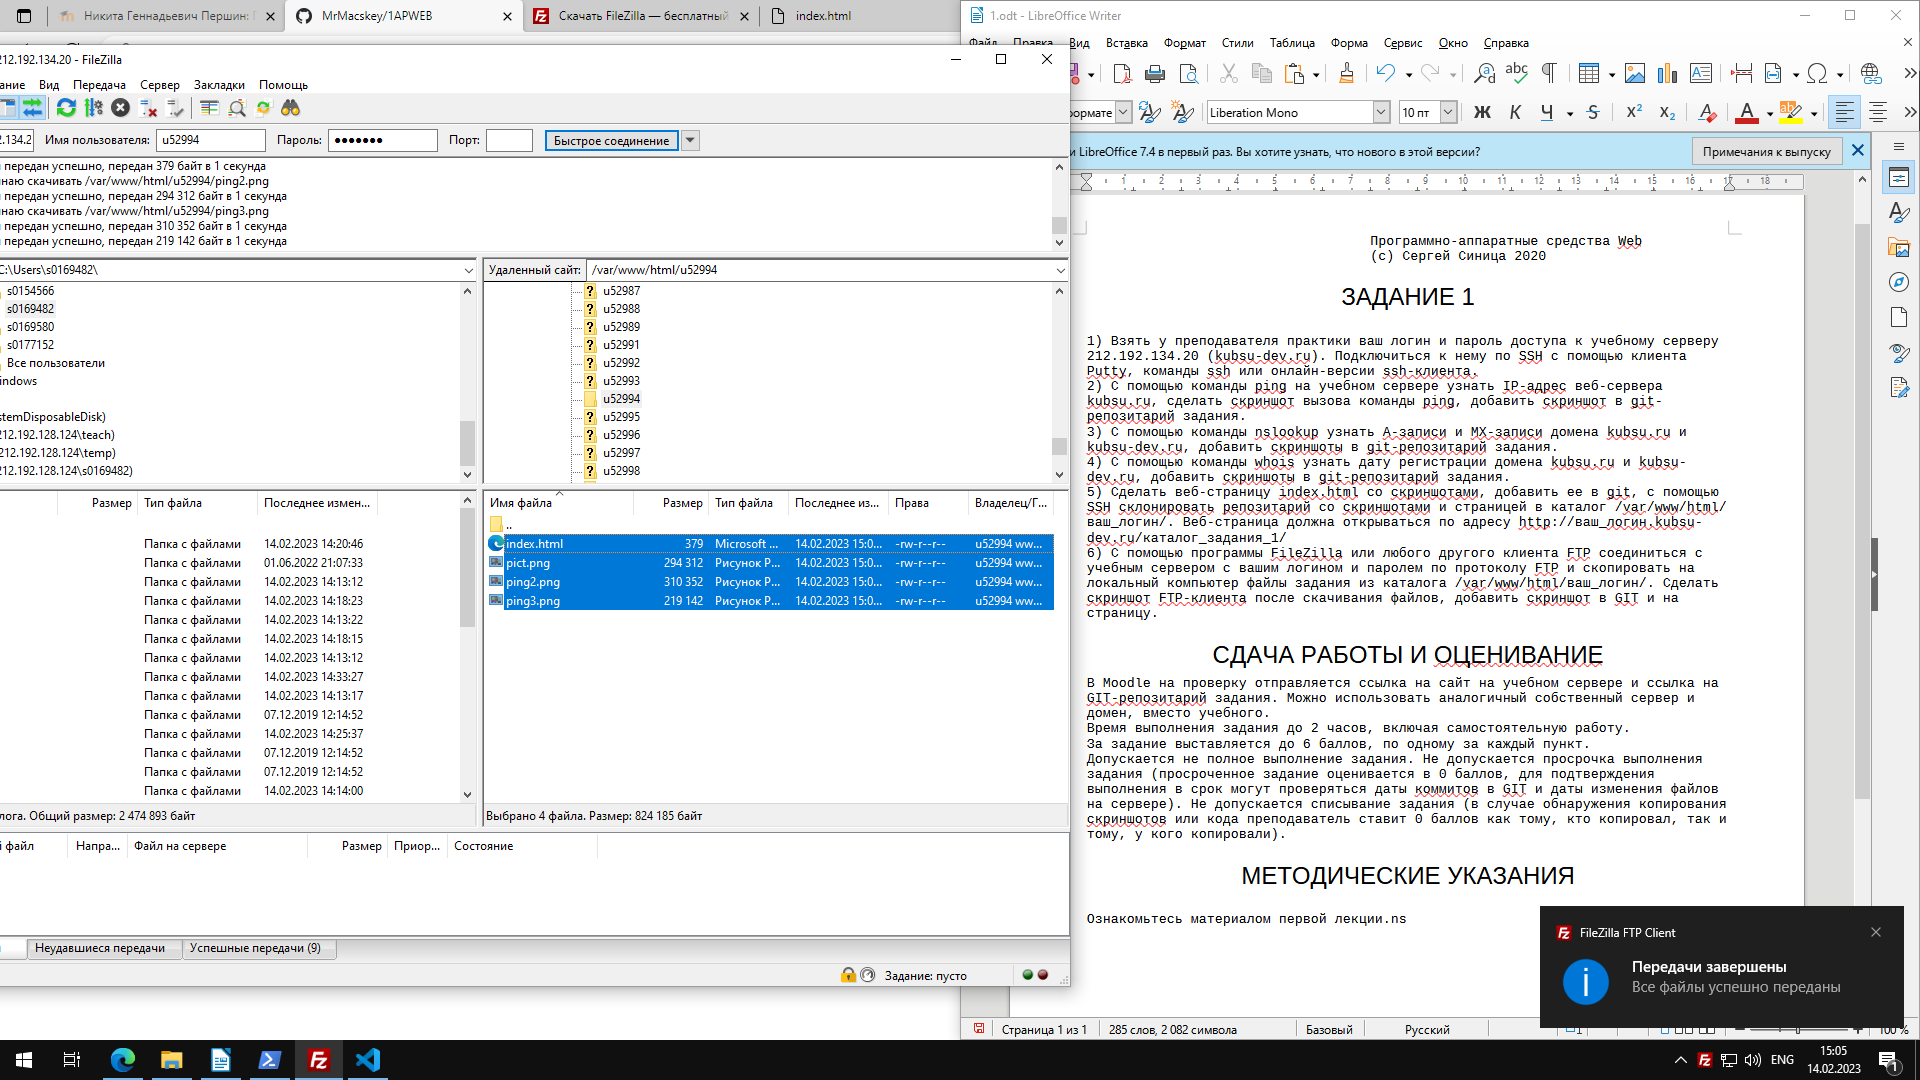 Никита Геннадьевич Першин: П
MrMacskey/1APWEB
Скачать FileZilla — бесплатный
index.html
212.192.134.20 - FileZilla
Вид
Передача
Сервер
Закладки
Помощь
Имя пользователя:
u52994
Пароль:
●●●●●●●
Порт:
Быстрое соединение
передан успешно, передан 379 байт в 1 секунда
скачивать /var/www/html/u52994/ping2.png
передан успешно, передан 294 312 байт в 1 секунда
скачивать /var/www/html/u52994/ping3.png
передан успешно, передан 310 352 байт в 1 секунда
передан успешно, передан 219 142 байт в 1 секунда
C:\Users\s0169482\
s0154566
s0169482
s0169580
s0177152
Все пользователи
indows
stemDisposableDisk)
212.192.128.124\teach)
212.192.128.124\temp)
212.192.128.124\s0169482)
Удаленный сайт:
/var/www/html/u52994
u52987
u52988
u52989
u52991
u52992
u52993
u52994
u52995
u52996
u52997
u52998
Размер Тип файла Последнее измен...
Папка с файлами 14.02.2023 14:20:46
Папка с файлами 01.06.2022 21:07:33
Папка с файлами 14.02.2023 14:13:12
Папка с файлами 14.02.2023 14:18:23
Папка с файлами 14.02.2023 14:13:22
Папка с файлами 14.02.2023 14:18:15
Папка с файлами 14.02.2023 14:13:12
Папка с файлами 14.02.2023 14:33:27
Папка с файлами 14.02.2023 14:13:17
Папка с файлами 07.12.2019 12:14:52
Папка с файлами 14.02.2023 14:25:37
Папка с файлами 07.12.2019 12:14:52
Папка с файлами 07.12.2019 12:14:52
Папка с файлами 14.02.2023 14:14:00
лога. Общий размер: 2 474 893 байт
Имя файла Размер Тип файла Последнее из... Права Владелец/Г...
..
index.html 379 Microsoft ... 14.02.2023 15:0... -rw-r--r-- u52994 ww...
pict.png 294 312 Рисунок P... 14.02.2023 15:0... -rw-r--r-- u52994 ww...
ping2.png 310 352 Рисунок P... 14.02.2023 15:0... -rw-r--r-- u52994 ww...
ping3.png 219 142 Рисунок P... 14.02.2023 15:0... -rw-r--r-- u52994 ww...
Выбрано 4 файла. Размер: 824 185 байт
й файл Напра... Файл на сервере Размер Приор... Состояние
Неудавшиеся передачи
Успешные передачи (9)
Задание: пусто
1.odt - LibreOffice Writer
Файл Правка Вид Вставка Формат Стили Таблица Форма Сервис Окно Справка
Liberation Mono
10 пт
Ж К Ч S X² X₂
и LibreOffice 7.4 в первый раз. Вы хотите узнать, что нового в этой версии?
Примечания к выпуску
1 2 3 4 5 6 7 8 9 10 11 12 13 14 15 16 17 18
Программно-аппаратные средства Web
(c) Сергей Синица 2020
ЗАДАНИЕ 1
1) Взять у преподавателя практики ваш логин и пароль доступа к учебному серверу
212.192.134.20 (kubsu-dev.ru). Подключиться к нему по SSH с помощью клиента
Putty, команды ssh или онлайн-версии ssh-клиента.
2) С помощью команды ping на учебном сервере узнать IP-адрес веб-сервера
kubsu.ru, сделать скриншот вызова команды ping, добавить скриншот в git-
репозитарий задания.
3) С помощью команды nslookup узнать A-записи и MX-записи домена kubsu.ru и
kubsu-dev.ru, добавить скриншоты в git-репозитарий задания.
4) С помощью команды whois узнать дату регистрации домена kubsu.ru и kubsu-
dev.ru, добавить скриншоты в git-репозитарий задания.
5) Сделать веб-страницу index.html со скриншотами, добавить ее в git, с помощью
SSH склонировать репозитарий со скриншотами и страницей в каталог /var/www/html/
ваш_логин/. Веб-страница должна открываться по адресу http://ваш_логин.kubsu-
dev.ru/каталог_задания_1/
6) С помощью программы FileZilla или любого другого клиента FTP соединиться с
учебным сервером с вашим логином и паролем по протоколу FTP и скопировать на
локальный компьютер файлы задания из каталога /var/www/html/ваш_логин/. Сделать
скриншот FTP-клиента после скачивания файлов, добавить скриншот в GIT и на
страницу.
СДАЧА РАБОТЫ И ОЦЕНИВАНИЕ
В Moodle на проверку отправляется ссылка на сайт на учебном сервере и ссылка на
GIT-репозитарий задания. Можно использовать аналогичный собственный сервер и
домен, вместо учебного.
Время выполнения задания до 2 часов, включая самостоятельную работу.
За задание выставляется до 6 баллов, по одному за каждый пункт.
Допускается не полное выполнение задания. Не допускается просрочка выполнения
задания (просроченное задание оценивается в 0 баллов, для подтверждения
выполнения в срок могут проверяться даты коммитов в GIT и даты изменения файлов
на сервере). Не допускается списывание задания (в случае обнаружения копирования
скриншотов или кода преподаватель ставит 0 баллов как тому, кто копировал, так и
тому, у кого копировали).
МЕТОДИЧЕСКИЕ УКАЗАНИЯ
Ознакомьтесь материалом первой лекции.ns
Страница 1 из 1
285 слов, 2 082 символа
Базовый
Русский
100 %
FileZilla FTP Client
Передачи завершены
Все файлы успешно переданы
ENG
15:05
14.02.2023
1